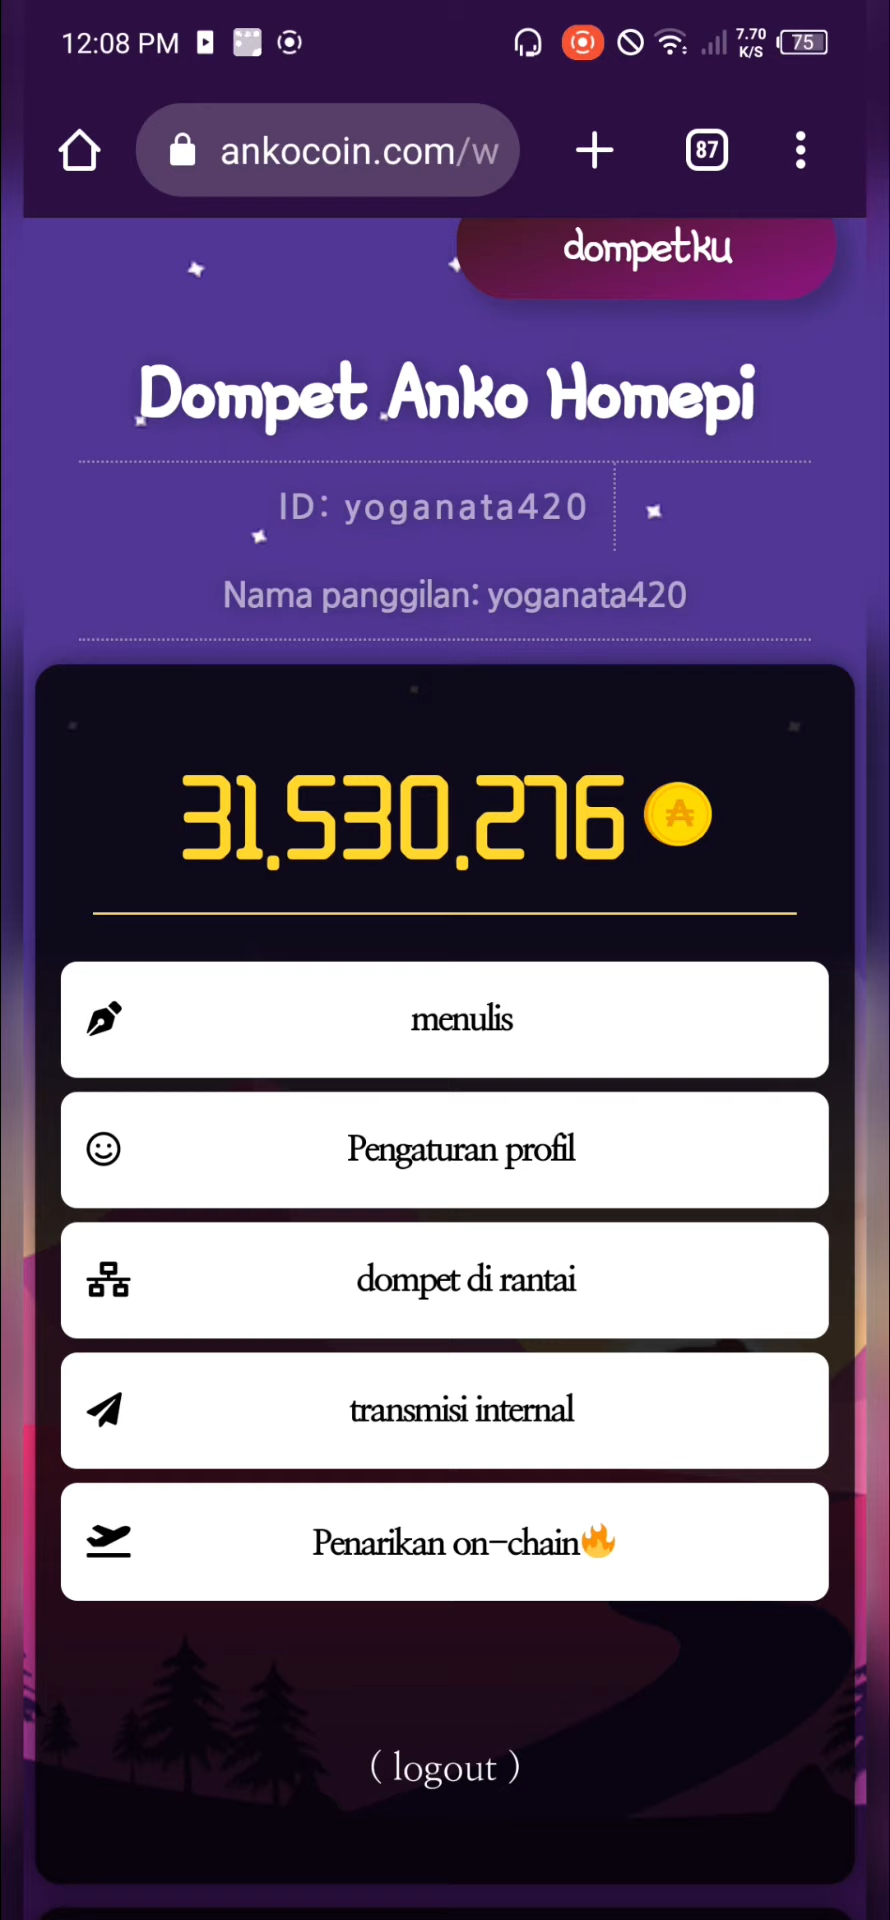 12:08 PM
7.70
K/S
75
ankocoin.com/w
87
dompetku
Dompet Anko Homepi
ID: yoganata420
Nama panggilan: yoganata420
31,530,276
menulis
Pengaturan profil
dompet di rantai
transmisi internal
Penarikan on-chain🔥
( logout )